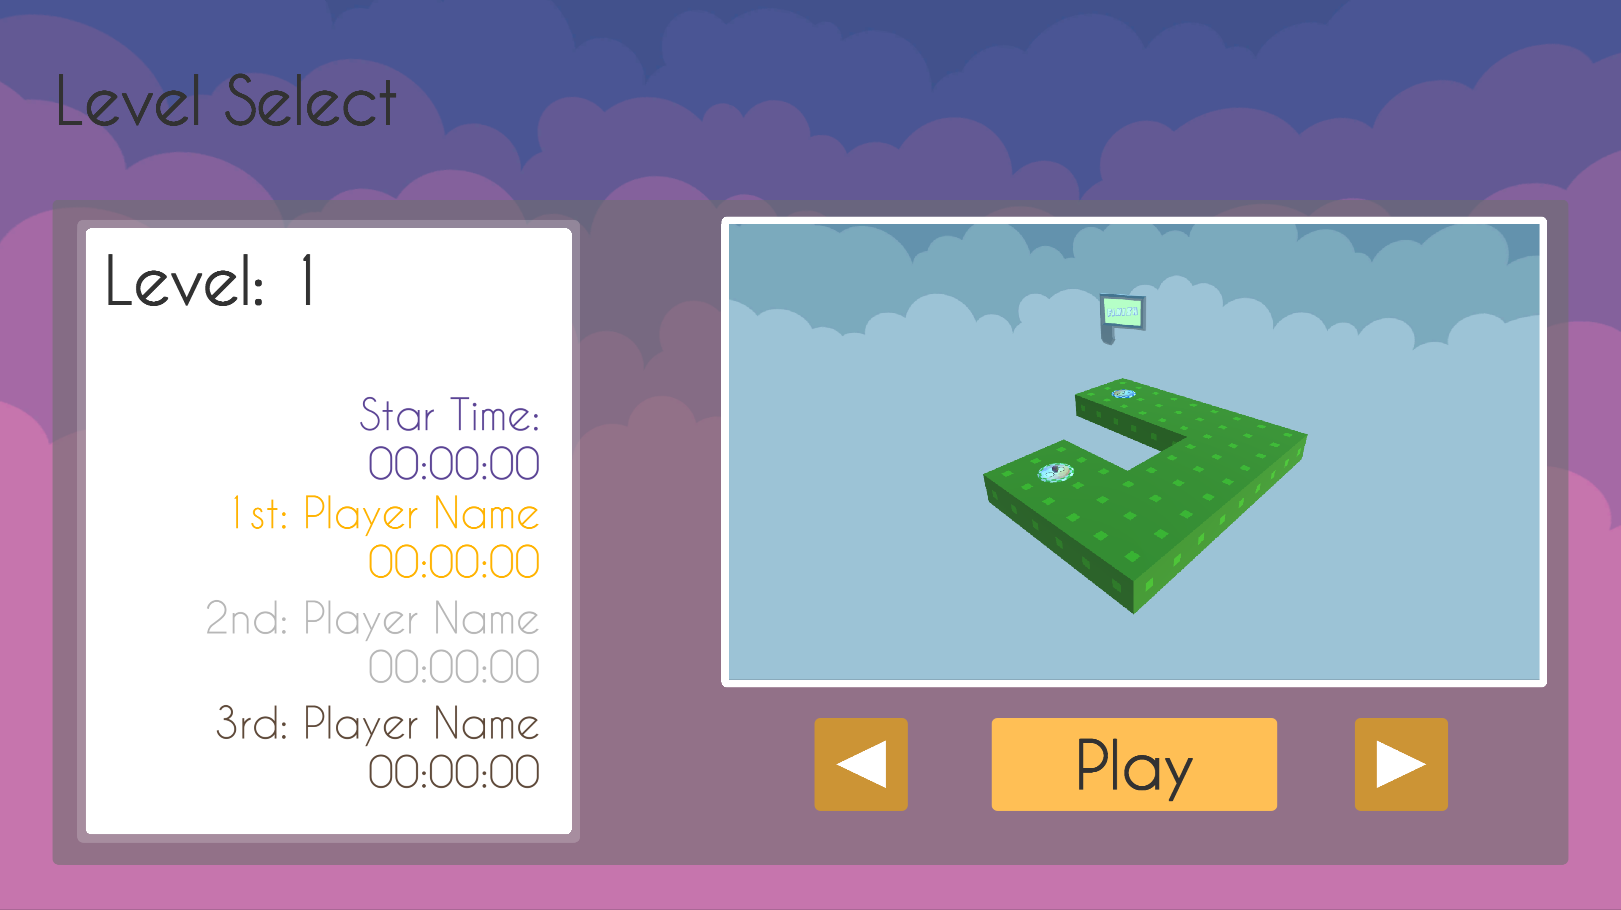 Level Select
Level: 1
Star Time:
00:00:00
1st: Player Name
00:00:00
2nd: Player Name
00:00:00
3rd: Player Name
00:00:00
Play